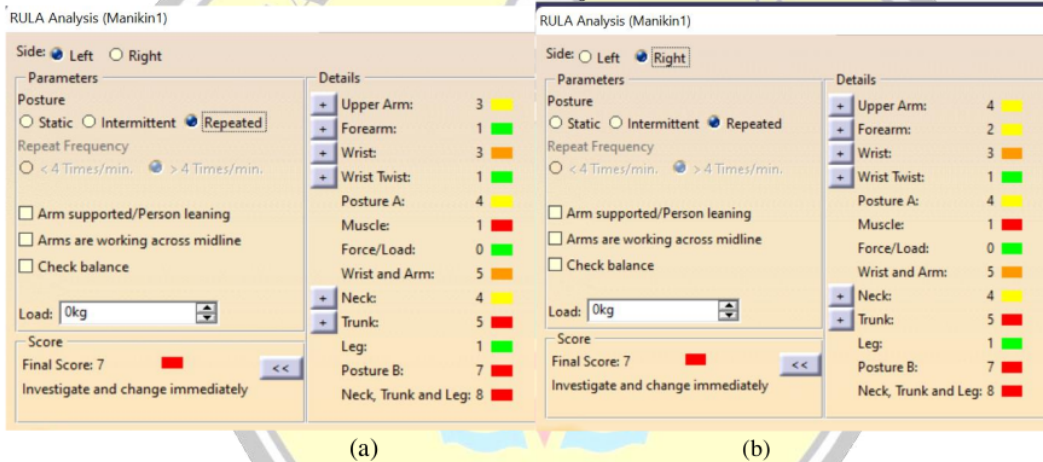 RULA Analysis (Manikin1)
Side: Left Right
Parameters
Posture
Static Intermittent Repeated
Repeat Frequency
< 4 Times/min. > 4 Times/min.
Arm supported/Person leaning
Arms are working across midline
Check balance
Load: 0kg
Score
Final Score: 7
<<
Investigate and change immediately
Details
+ Upper Arm: 3
+ Forearm: 1
+ Wrist: 3
+ Wrist Twist: 1
Posture A: 4
Muscle: 1
Force/Load: 0
Wrist and Arm: 5
+ Neck: 4
+ Trunk: 5
Leg: 1
Posture B: 7
Neck, Trunk and Leg: 8
(a)
RULA Analysis (Manikin1)
Side: Left Right
Parameters
Posture
Static Intermittent Repeated
Repeat Frequency
< 4 Times/min. > 4 Times/min.
Arm supported/Person leaning
Arms are working across midline
Check balance
Load: 0kg
Score
Final Score: 7
<<
Investigate and change immediately
Details
+ Upper Arm: 4
+ Forearm: 2
+ Wrist: 3
+ Wrist Twist: 1
Posture A: 4
Muscle: 1
Force/Load: 0
Wrist and Arm: 5
+ Neck: 4
+ Trunk: 5
Leg: 1
Posture B: 7
Neck, Trunk and Leg: 8
(b)